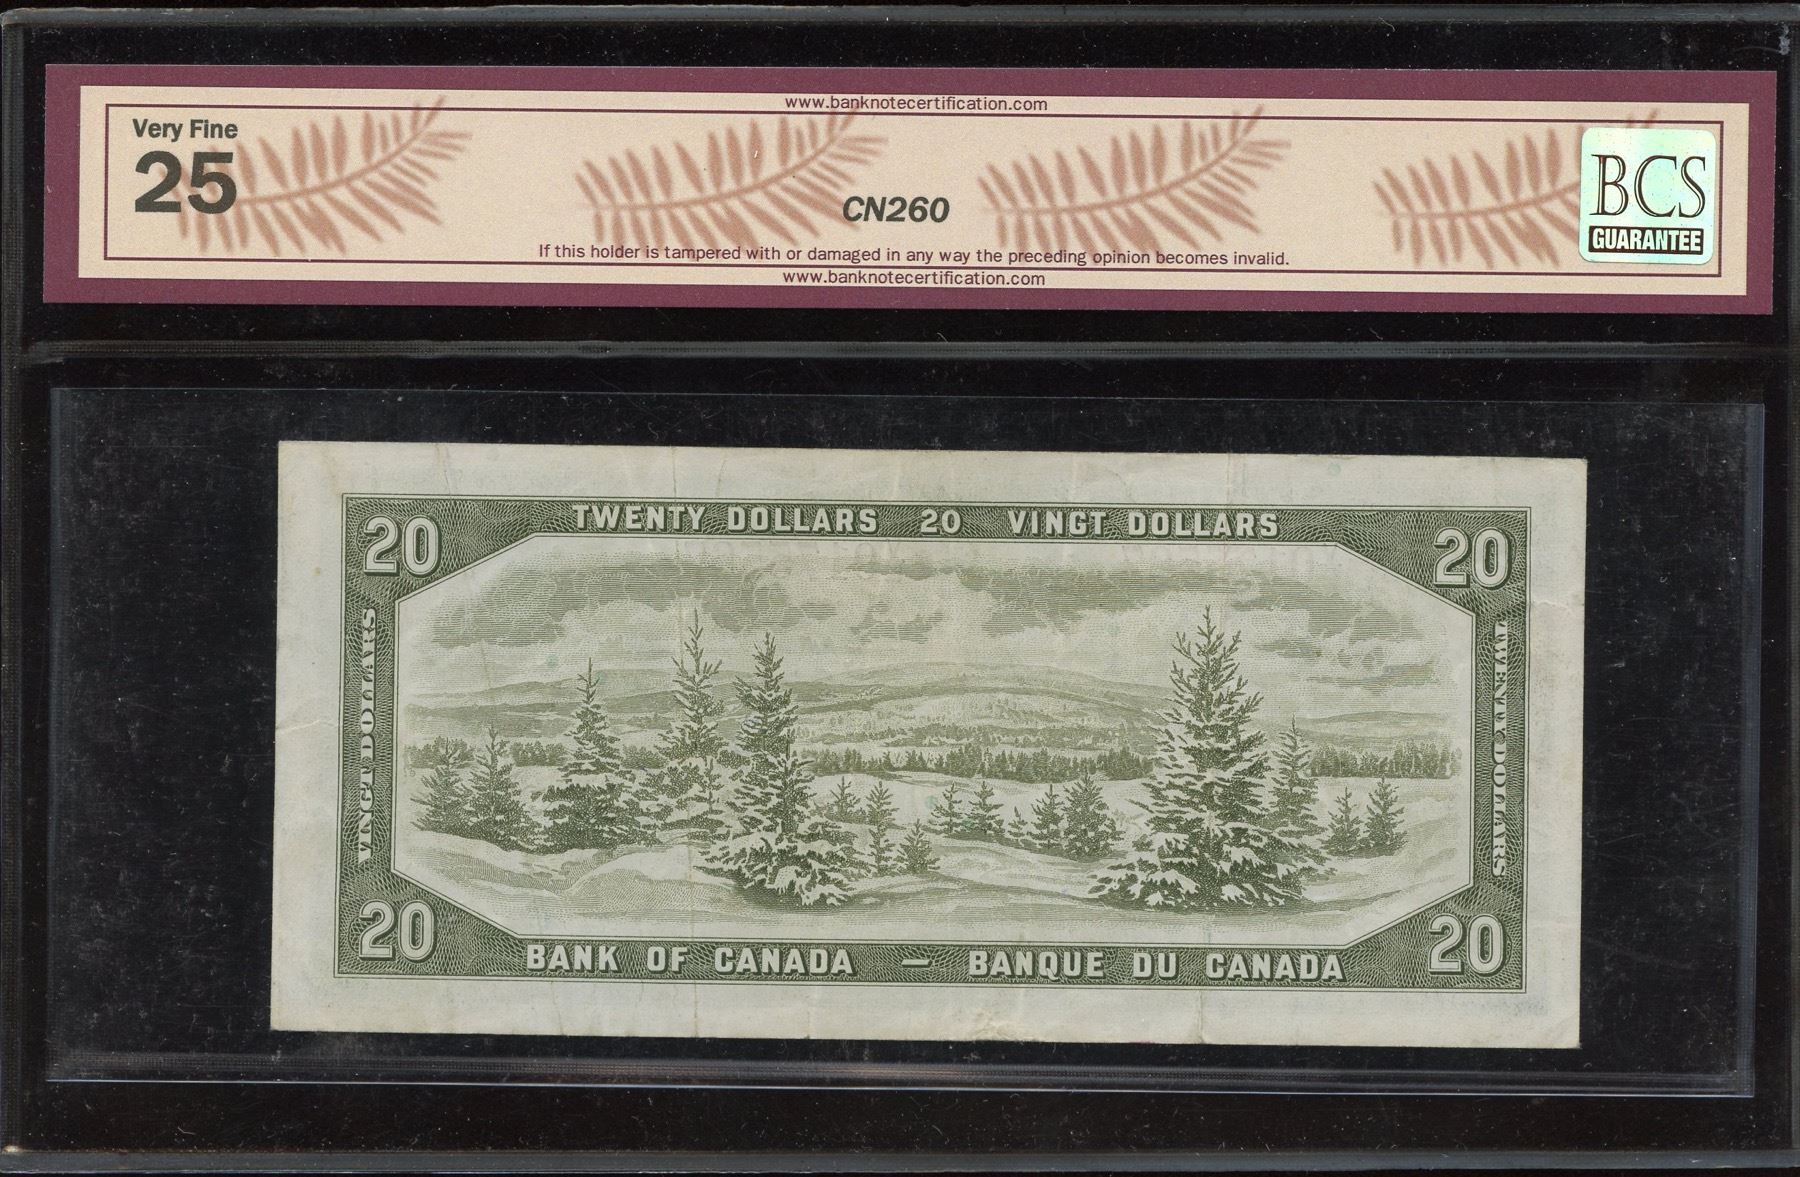 www.banknotecertification.com
Very Fine
25
CN260
BCS
GUARANTEE
If this holder is tampered with or damaged in any way the preceding opinion becomes invalid.
www.banknotecertification.com
20 TWENTY DOLLARS 20 VINGT DOLLARS 20
VINGT DOLLARS
TWENTY DOLLARS
20 BANK OF CANADA — BANQUE DU CANADA 20